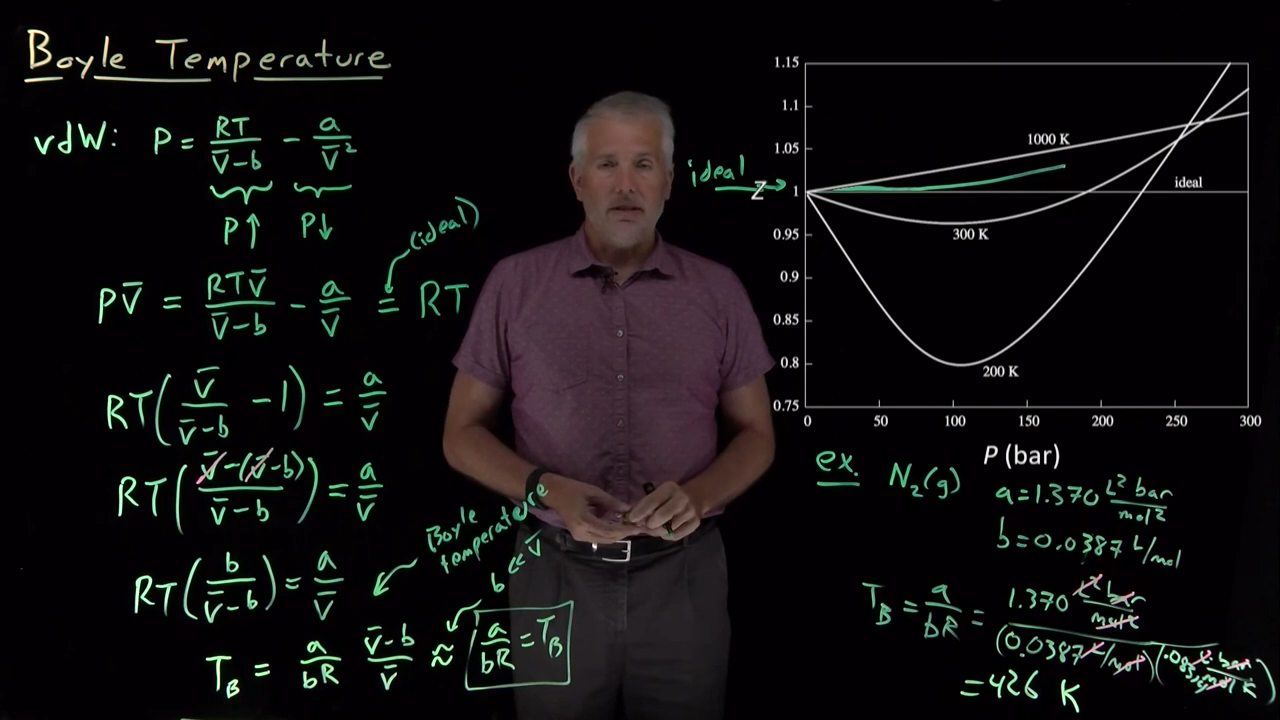 Boyle Temperature
vdW: P = RT/(V̄-b) - a/V̄²
P↑ P↓
(ideal)
PV̄ = RTV̄/(V̄-b) - a/V̄ = RT
RT(V̄/(V̄-b) - 1) = a/V̄
RT((V̄-(V̄-b))/(V̄-b)) = a/V̄
RT(b/(V̄-b)) = a/V̄
Boyle temperature
b << V̄
T_B = a/bR (V̄-b)/V̄ ≈ a/bR = T_B
ideal
Z
1.15
1.1
1.05
1
0.95
0.9
0.85
0.8
0.75
1000 K
ideal
300 K
200 K
0 50 100 150 200 250 300
P (bar)
ex. N₂(g)
a = 1.370 L² bar/mol²
b = 0.0387 L/mol
T_B = a/bR = 1.370 L² bar/mol² / (0.0387 L/mol)
= 426 K